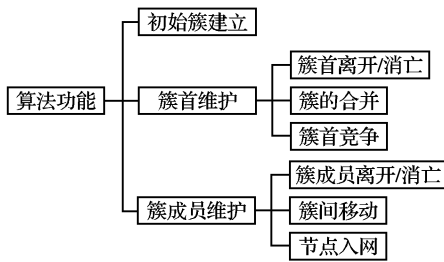 初始簇建立
簇首离开/消亡
算法功能
簇首维护
簇的合并
簇首竞争
簇成员离开/消亡
簇成员维护
簇间移动
节点入网